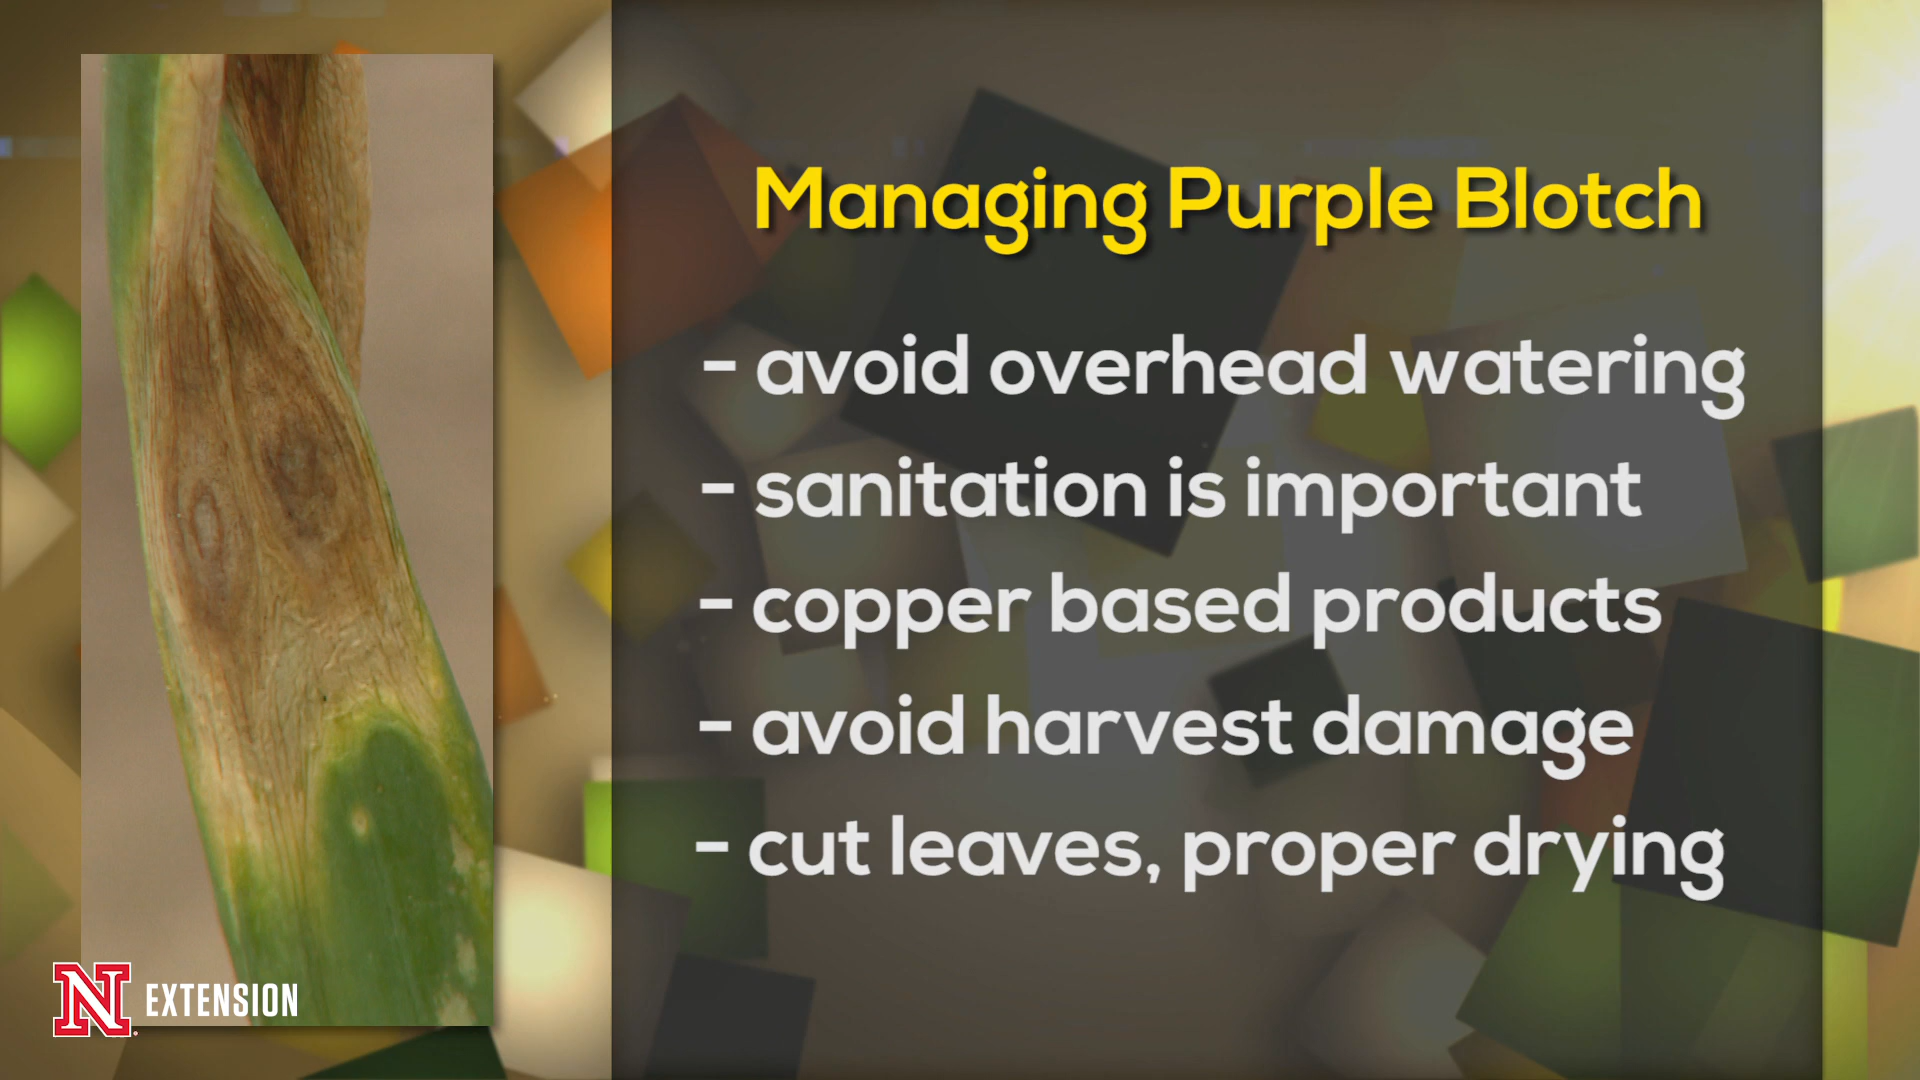 Managing Purple Blotch
- avoid overhead watering
- sanitation is important
- copper based products
- avoid harvest damage
- cut leaves, proper drying
N EXTENSION